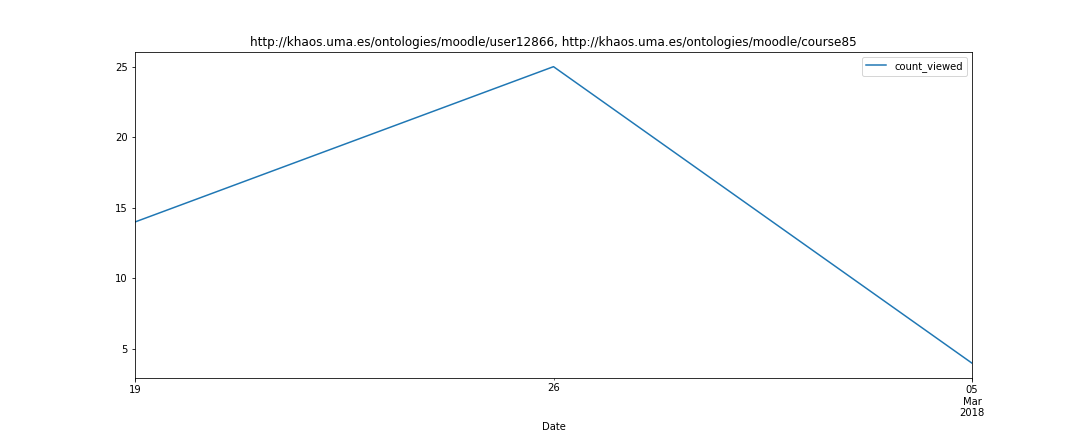 http://khaos.uma.es/ontologies/moodle/user12866, http://khaos.uma.es/ontologies/moodle/course85
count_viewed
25
20
15
10
5
19
26
05
Mar
2018
Date